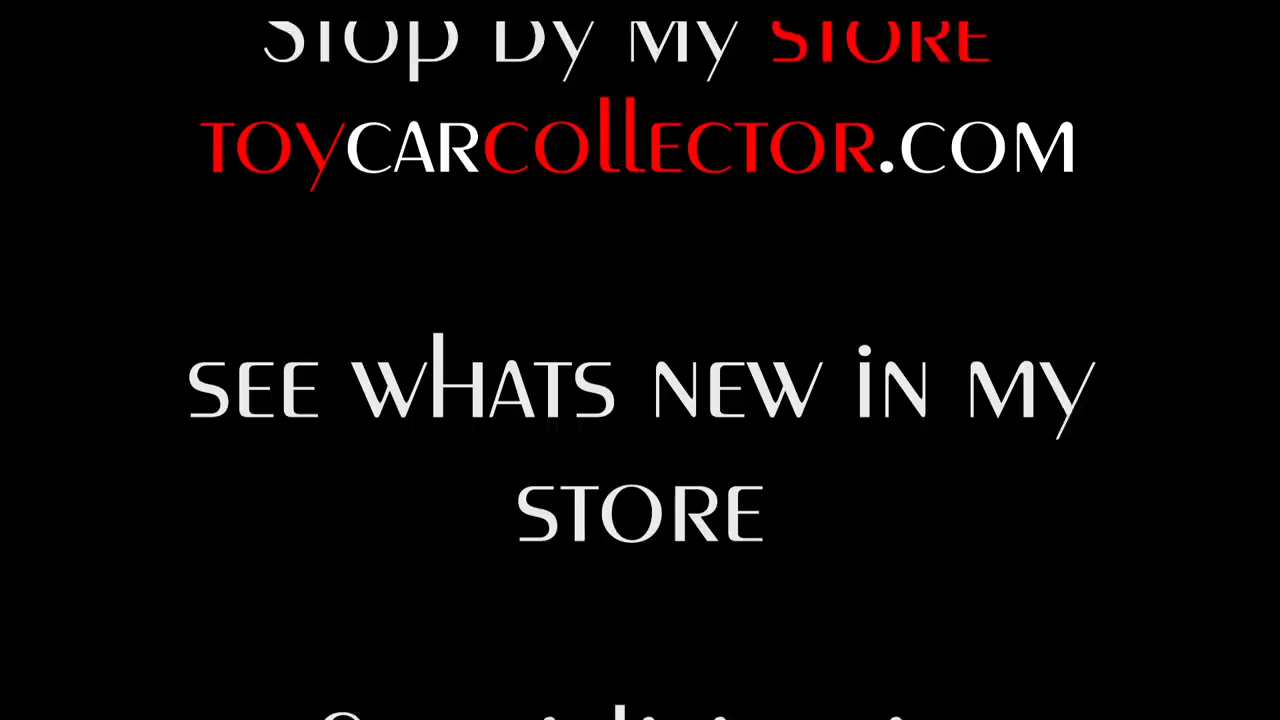 Stop by my store
toycarcollector.com
see whats new in my
store